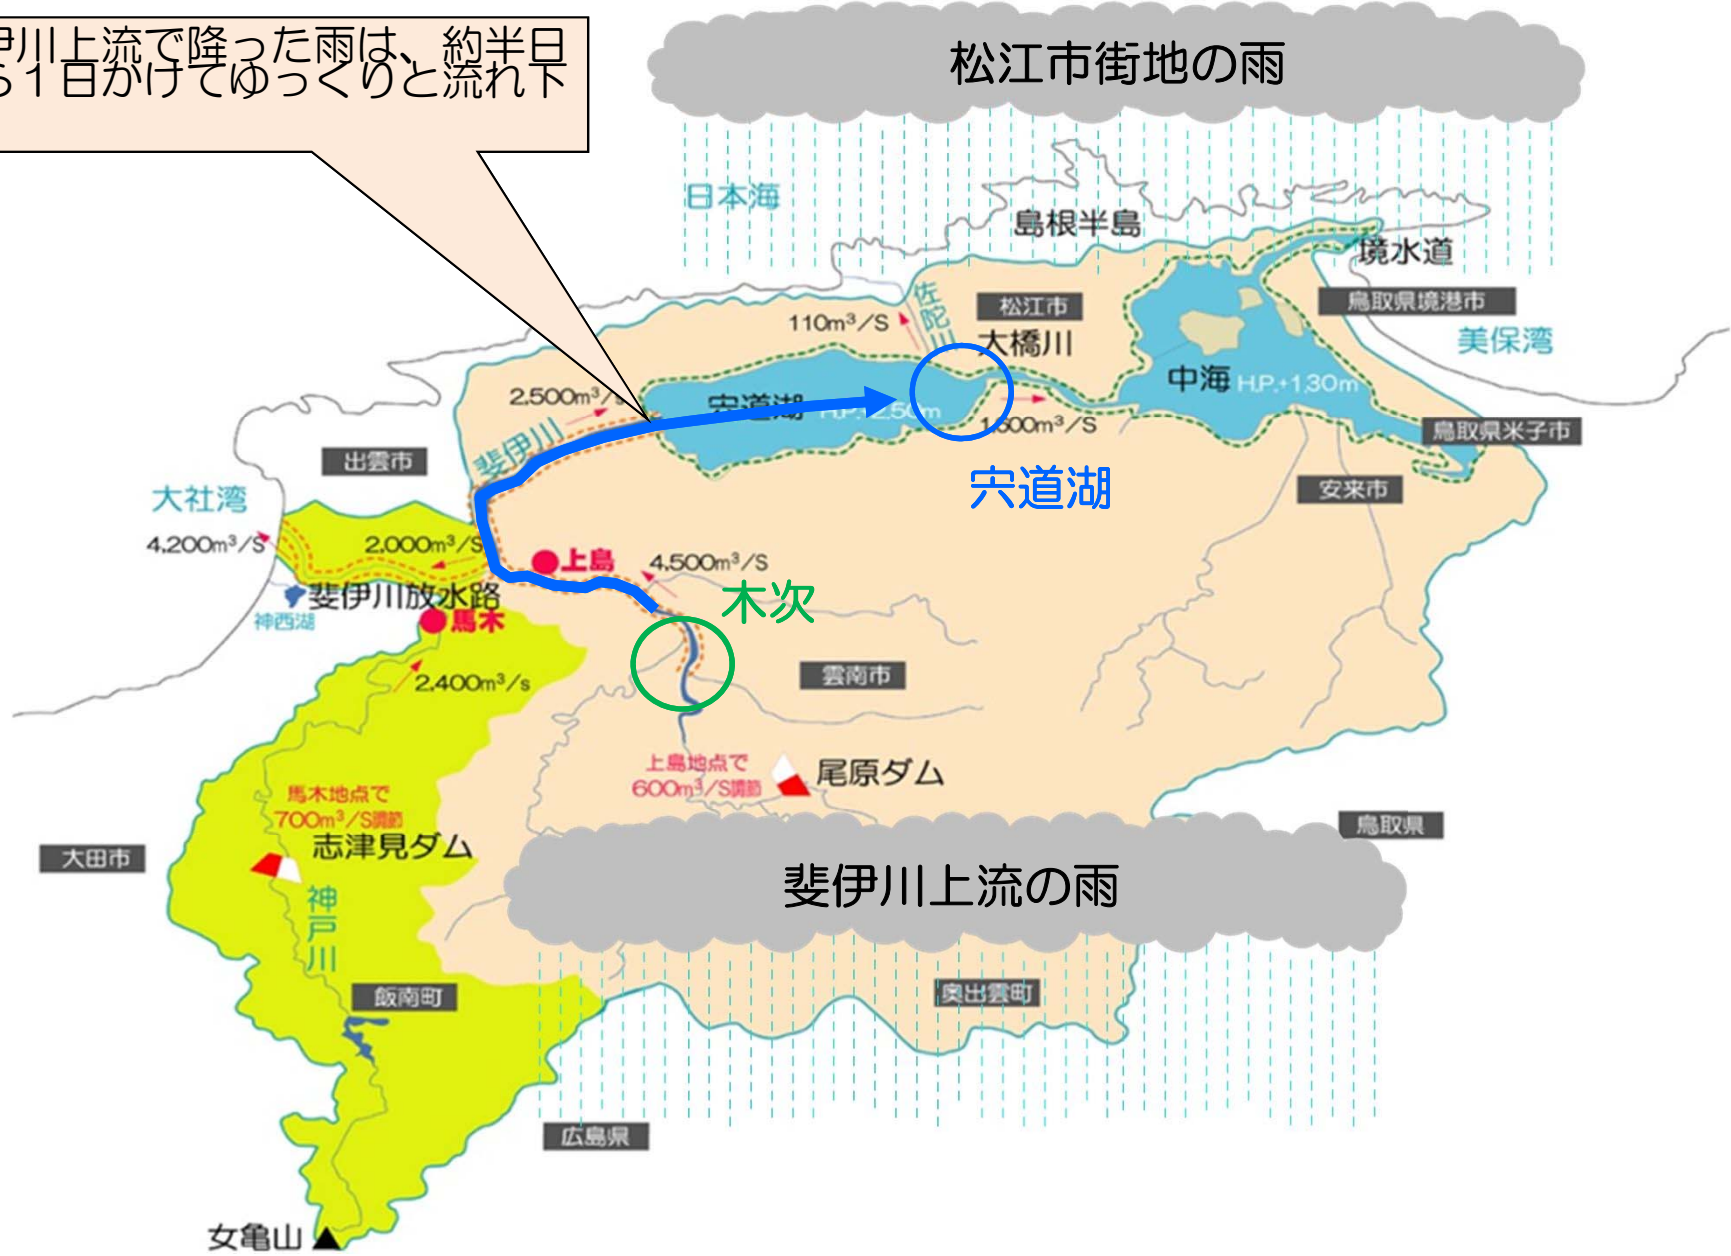 伊川上流で降った雨は、約半日
ら１日かけてゆっくりと流れ下
松江市街地の雨
日本海
島根半島
境水道
鳥取県境港市
美保湾
佐陀川
松江市
大橋川
110m³/S
中海 H.P.+1.30m
2,500m³/S
宍道湖 H.P.+2.50m
1,600m³/S
鳥取県米子市
斐伊川
出雲市
宍道湖
安来市
大社湾
4,200m³/S
2,000m³/S
上島
4,500m³/S
斐伊川放水路
神西湖
馬木
木次
2,400m³/s
雲南市
上島地点で
600m³/S調節
尾原ダム
馬木地点で
700m³/S調節
志津見ダム
鳥取県
大田市
神戸川
斐伊川上流の雨
飯南町
奥出雲町
広島県
女亀山